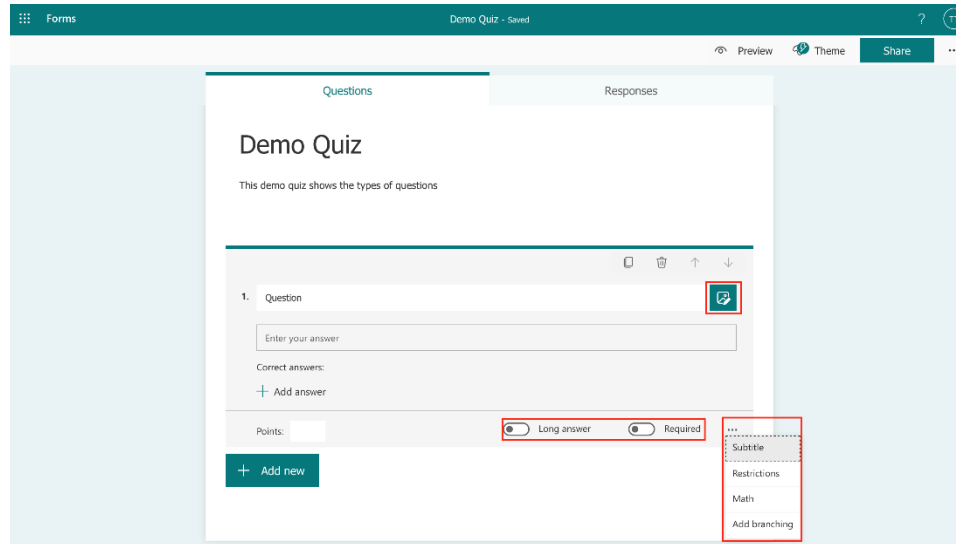 Forms
Demo Quiz - Saved
?
Preview
Theme
Share
Questions
Responses
Demo Quiz
This demo quiz shows the types of questions
1.
Question
Enter your answer
Correct answers:
Add answer
Points:
Long answer
Required
Subtitle
Add new
Restrictions
Math
Add branching